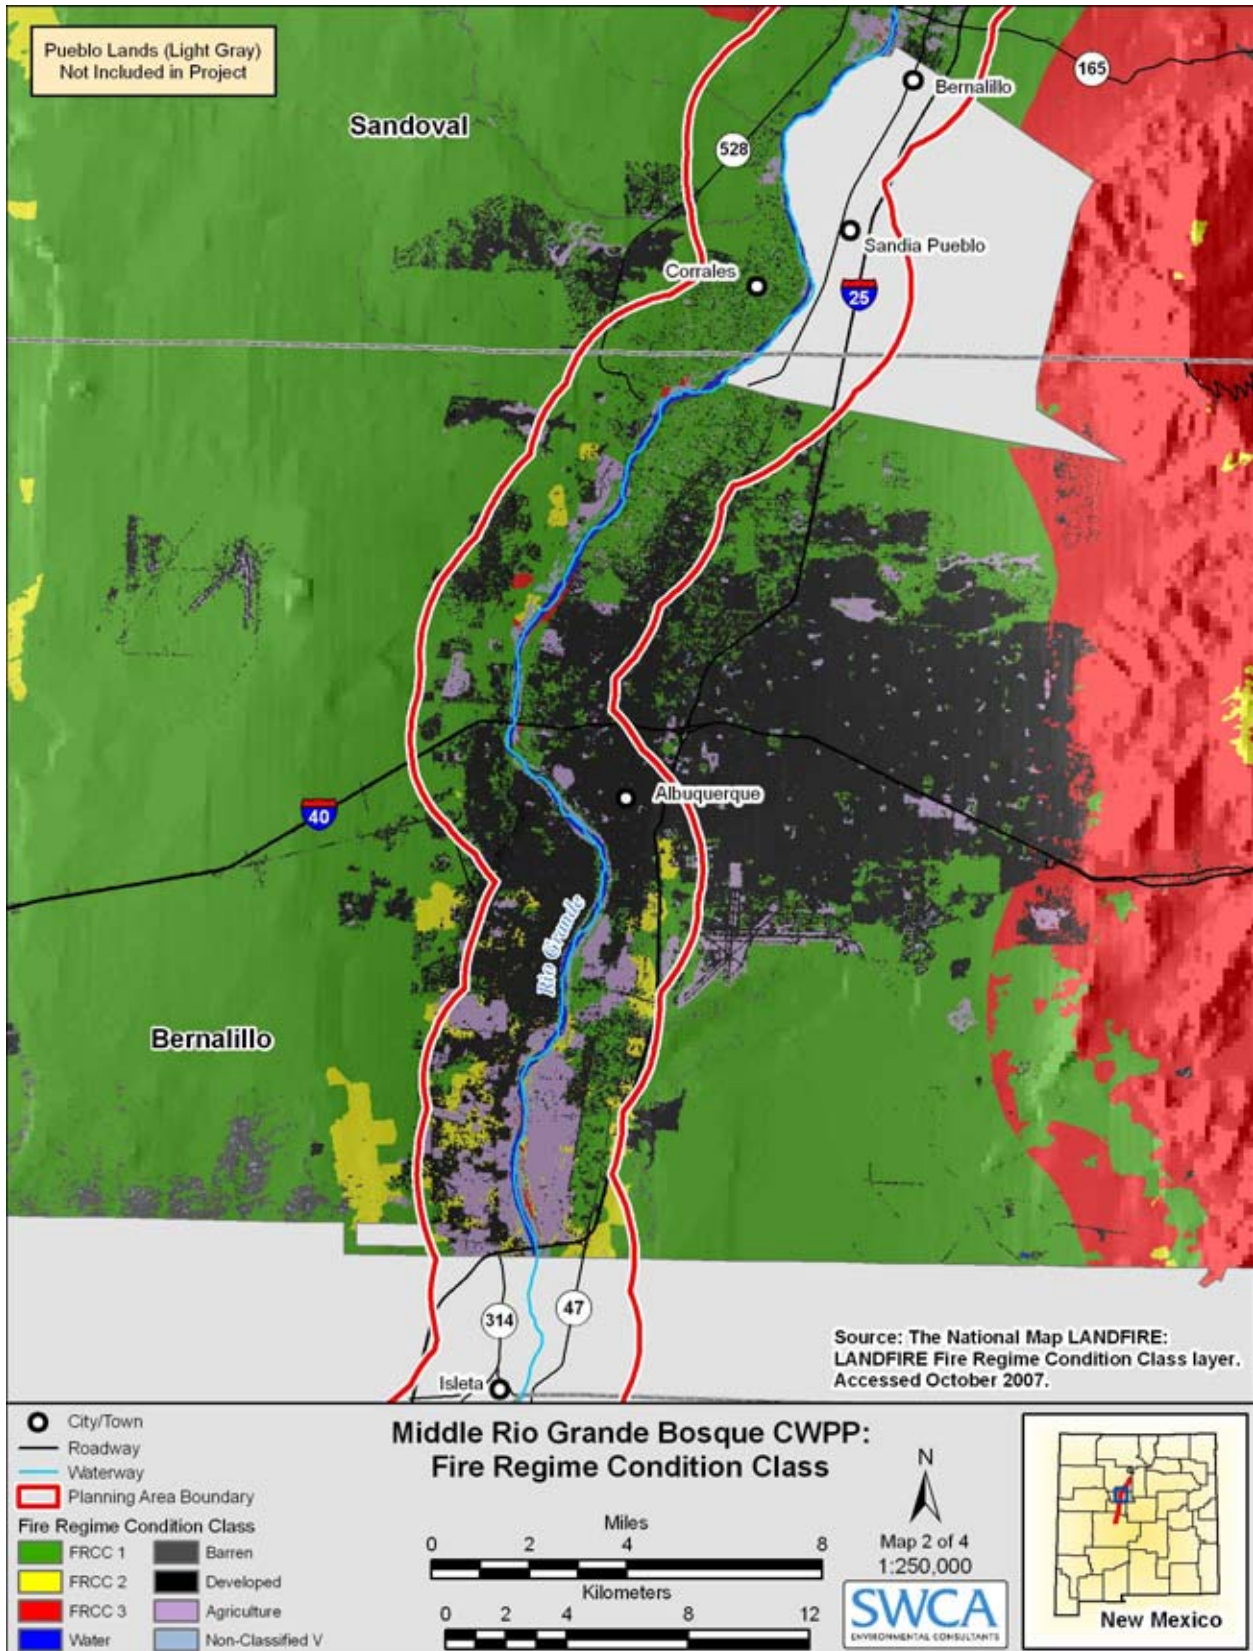 Pueblo Lands (Light Gray)
Not Included in Project
165
Bernalillo
Sandoval
528
Sandia Pueblo
Corrales
25
Albuquerque
40
Rio Grande
Bernalillo
314
47
Isleta
Source: The National Map LANDFIRE:
LANDFIRE Fire Regime Condition Class layer.
Accessed October 2007.
City/Town
Roadway
Waterway
Planning Area Boundary
Fire Regime Condition Class
FRCC 1
FRCC 2
FRCC 3
Water
Barren
Developed
Agriculture
Non-Classified V
Middle Rio Grande Bosque CWPP:
Fire Regime Condition Class
Miles
0 2 4 8
Kilometers
0 2 4 8 12
N
Map 2 of 4
1:250,000
SWCA
ENVIRONMENTAL CONSULTANTS
New Mexico